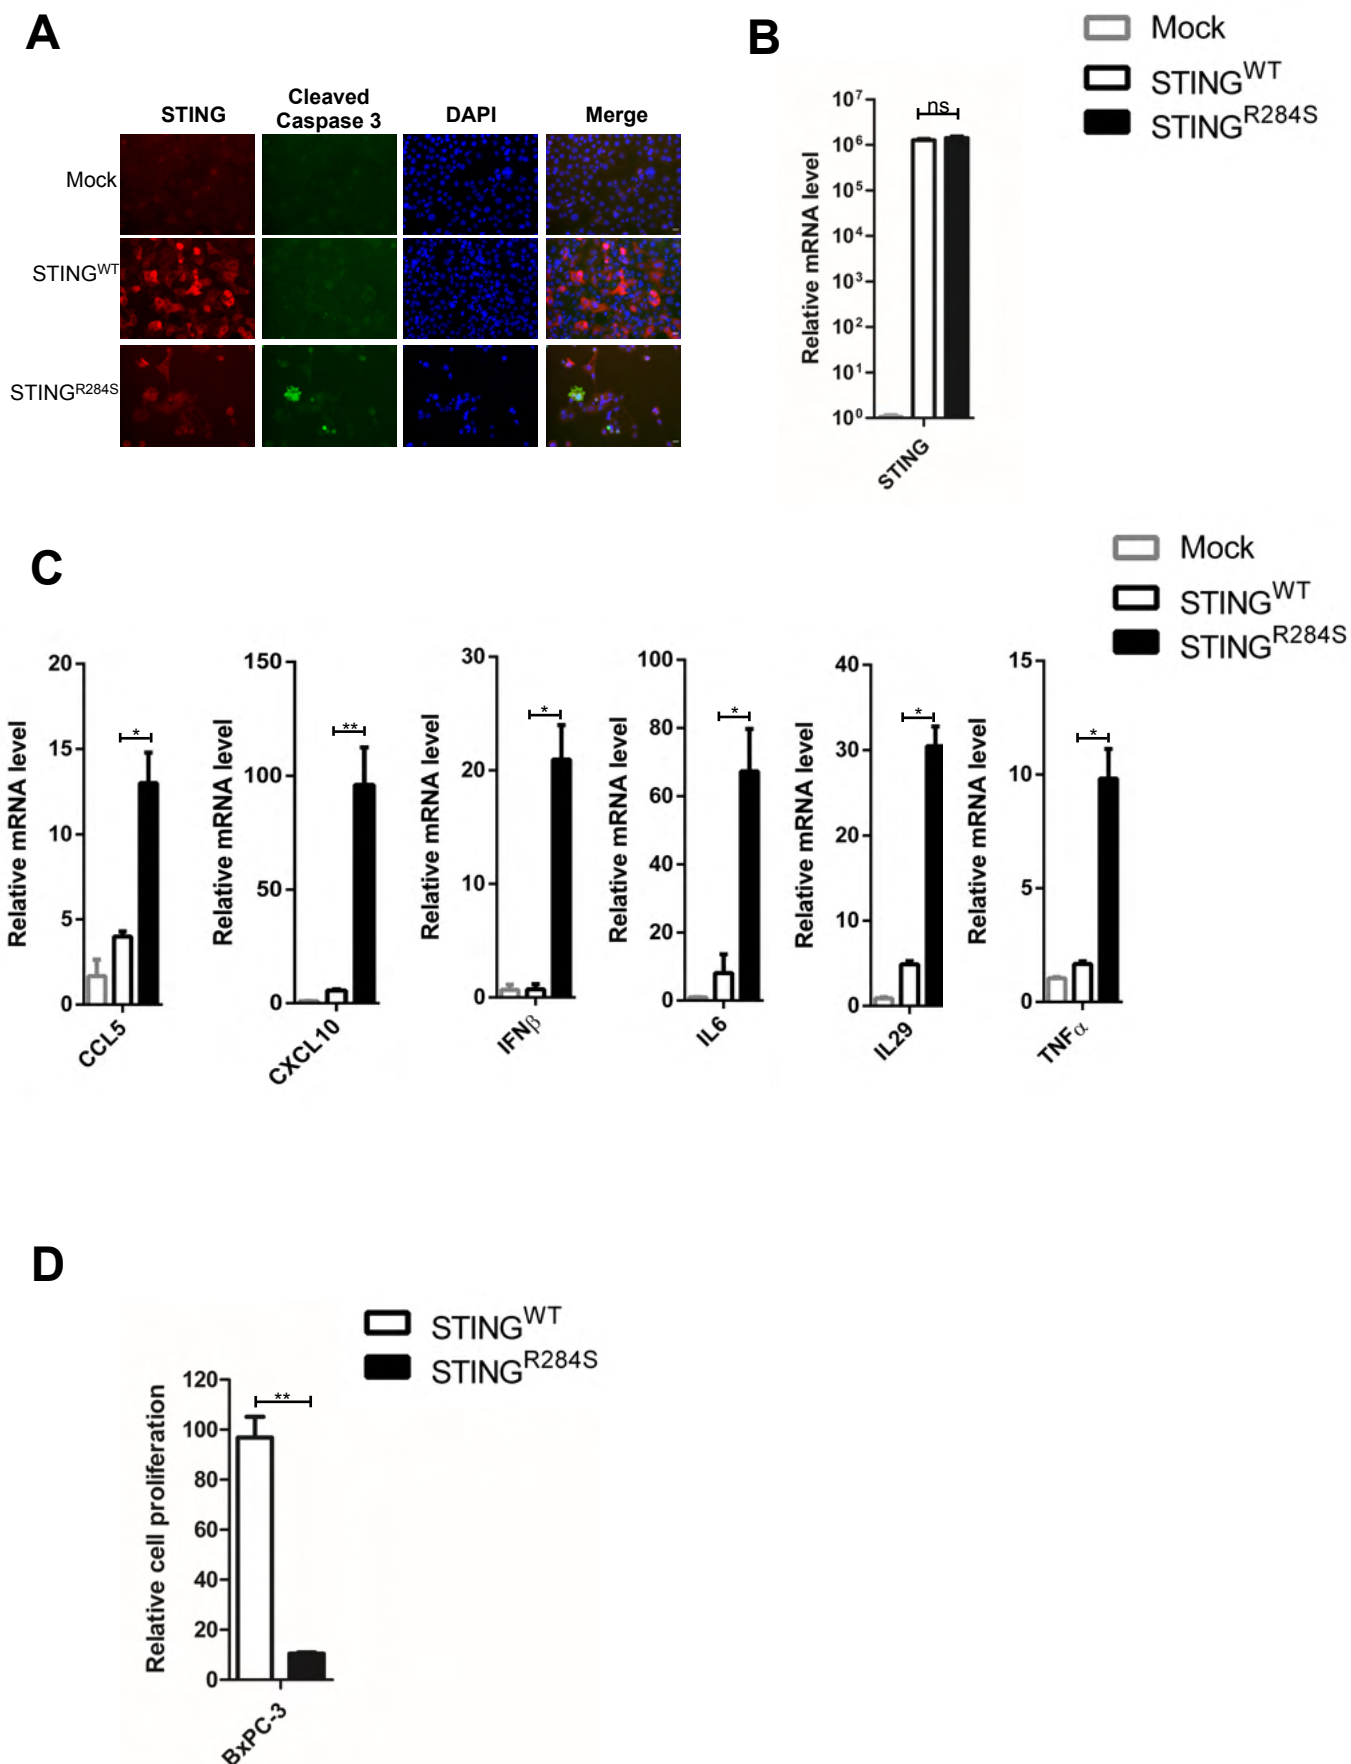 A
STING
Cleaved
Caspase 3
DAPI
Merge
Mock
STINGWT
STINGR284S
B
Mock
STINGWT
STINGR284S
Relative mRNA level
10⁷
10⁶
10⁵
10⁴
10³
10²
10¹
10⁰
ns
STING
C
Mock
STINGWT
STINGR284S
Relative mRNA level
20
15
10
5
0
*
CCL5
Relative mRNA level
150
100
50
0
**
CXCL10
Relative mRNA level
30
20
10
0
*
IFNβ
Relative mRNA level
100
80
60
40
20
0
*
IL6
Relative mRNA level
40
30
20
10
0
*
IL29
Relative mRNA level
15
10
5
0
*
TNFα
D
STINGWT
STINGR284S
Relative cell proliferation
120
100
80
60
40
20
0
**
BxPC-3